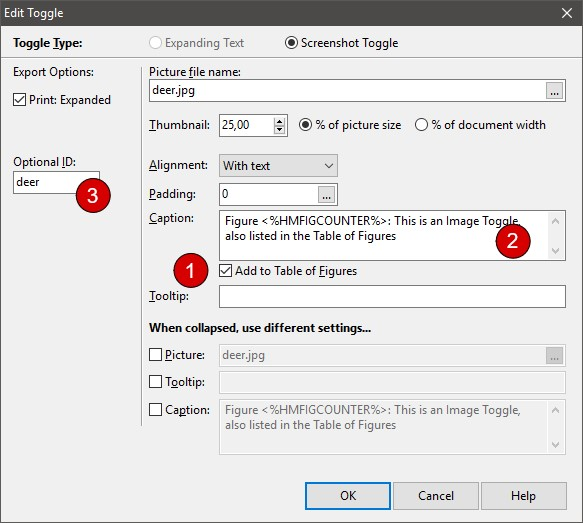 Edit Toggle
Toggle Type:
Expanding Text
Screenshot Toggle
Export Options:
Print: Expanded
Optional ID:
deer
3
Picture file name:
deer.jpg
...
Thumbnail:
25,00
% of picture size
% of document width
Alignment:
With text
Padding:
0
...
Caption:
Figure <%HMFIGCOUNTER%>: This is an Image Toggle,
also listed in the Table of Figures
2
1
Add to Table of Figures
Tooltip:
When collapsed, use different settings...
Picture:
deer.jpg
...
Tooltip:
Caption:
Figure <%HMFIGCOUNTER%>: This is an Image Toggle,
also listed in the Table of Figures
OK
Cancel
Help